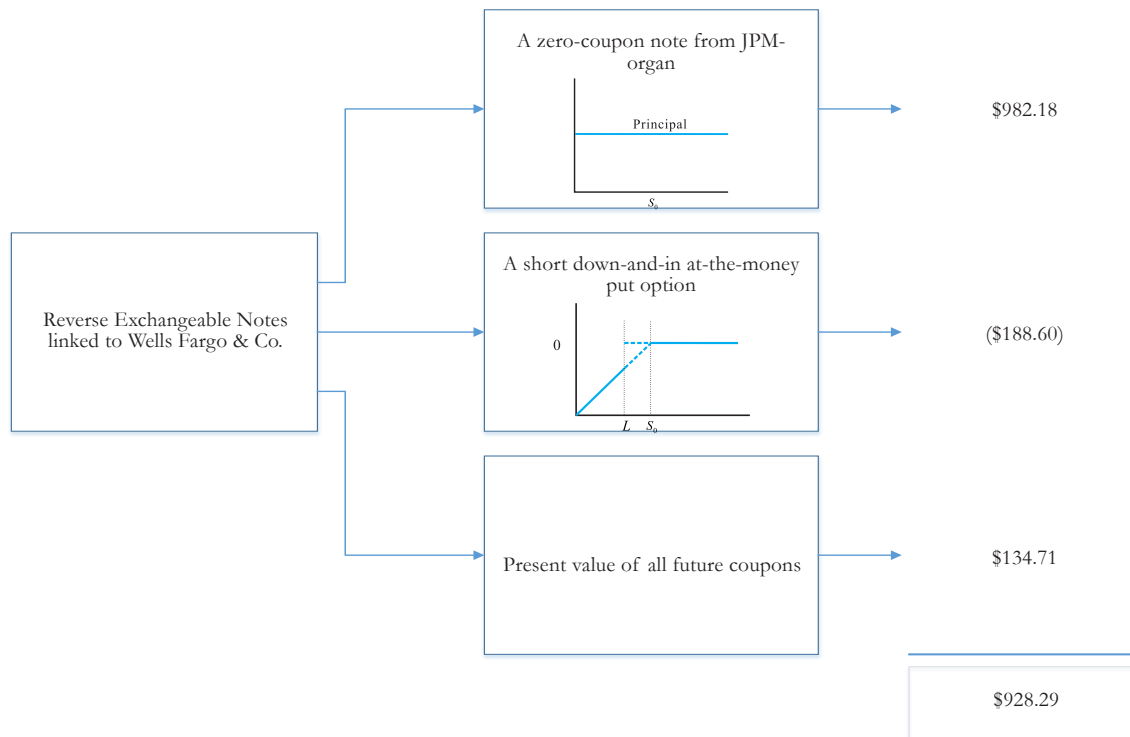 A zero-coupon note from JPM-
organ
Principal
S₀
$982.18
Reverse Exchangeable Notes
linked to Wells Fargo & Co.
A short down-and-in at-the-money
put option
0
L S₀
($188.60)
Present value of all future coupons
$134.71
$928.29